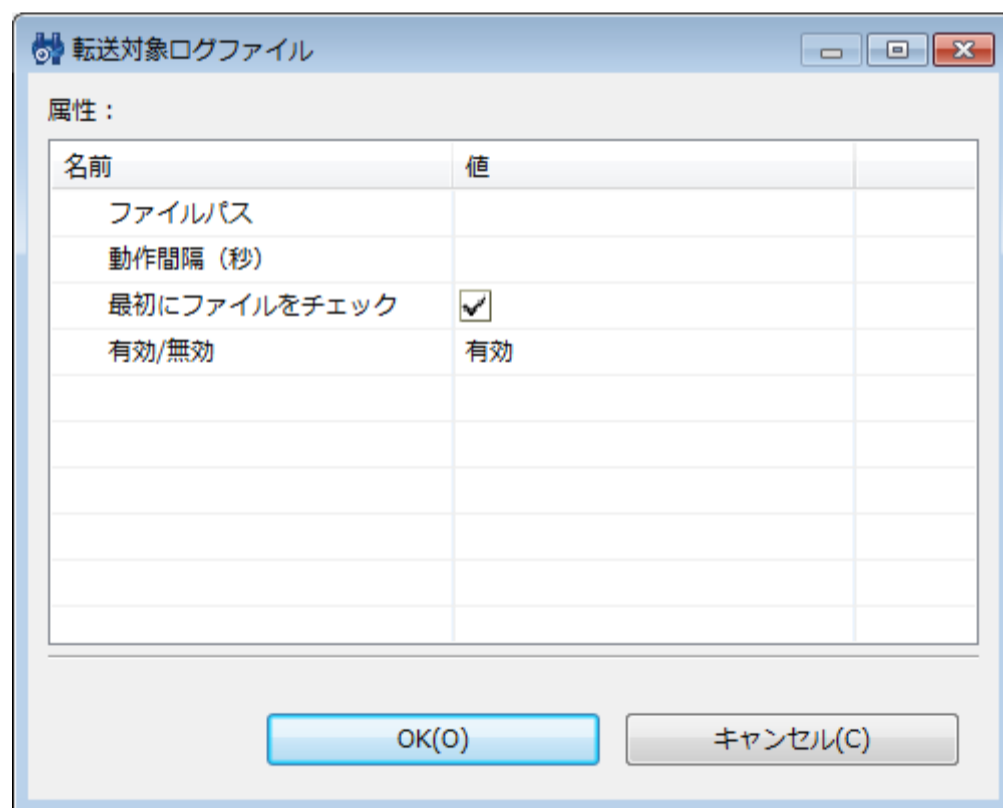 転送対象ログファイル
属性：
名前 値
ファイルパス
動作間隔（秒）
最初にファイルをチェック
有効/無効 有効
OK(O) キャンセル(C)